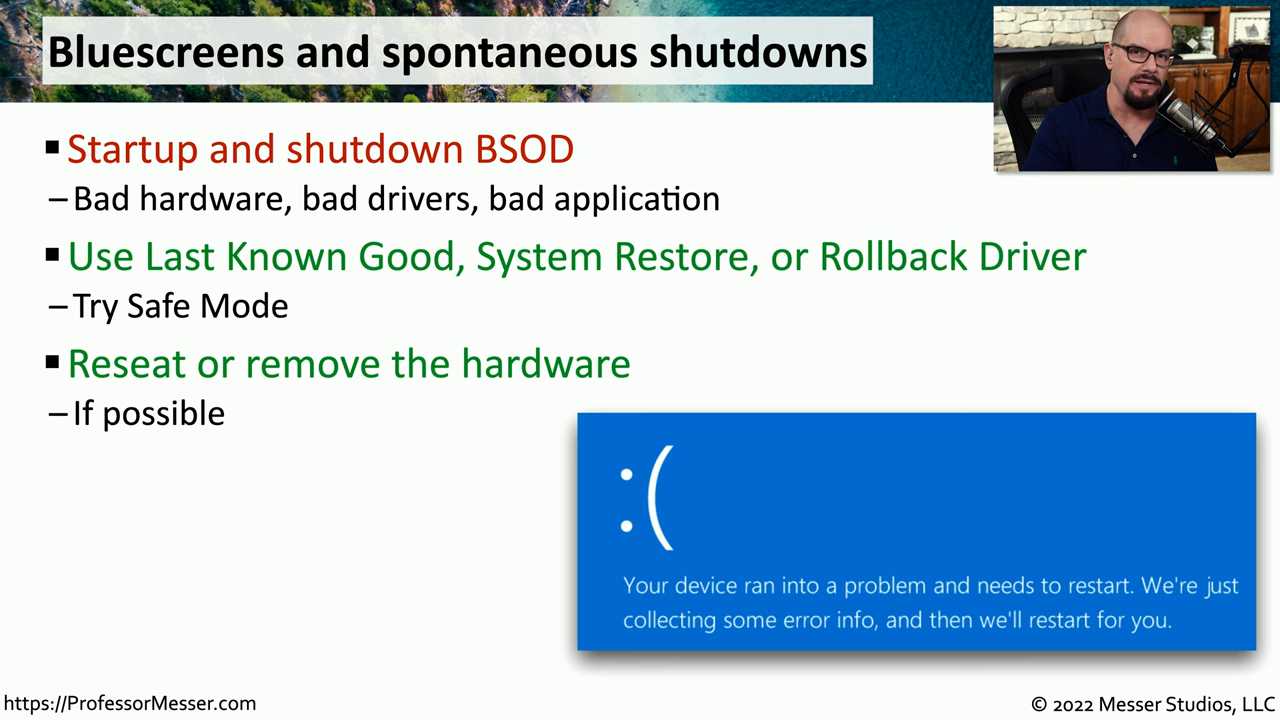 Bluescreens and spontaneous shutdowns
▪ Startup and shutdown BSOD
– Bad hardware, bad drivers, bad application
▪ Use Last Known Good, System Restore, or Rollback Driver
– Try Safe Mode
▪ Reseat or remove the hardware
– If possible
:(
Your device ran into a problem and needs to restart. We're just
collecting some error info, and then we'll restart for you.
https://ProfessorMesser.com
© 2022 Messer Studios, LLC